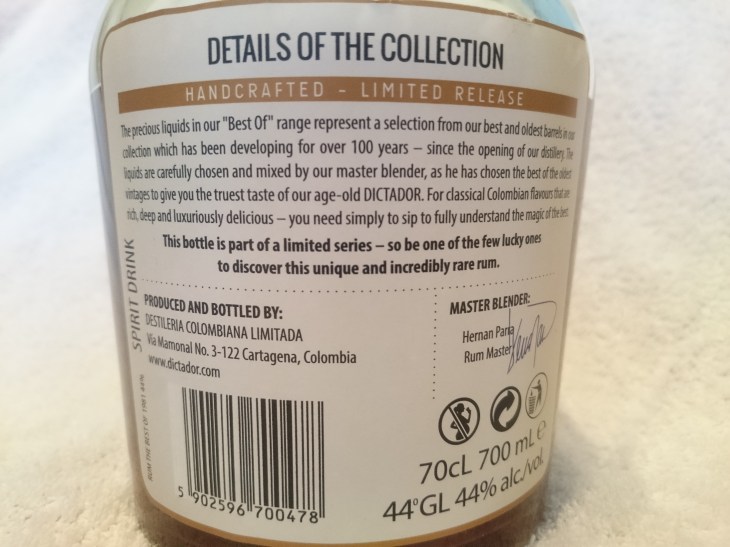 DETAILS OF THE COLLECTION
HANDCRAFTED - LIMITED RELEASE
The precious liquids in our "Best Of" range represent a selection from our best and oldest barrels in our
collection which has been developing for over 100 years – since the opening of our distillery. The
liquids are carefully chosen and mixed by our master blender, as he has chosen the best of the oldest
vintages to give you the truest taste of our age-old DICTADOR. For classical Colombian flavours that are
rich, deep and luxuriously delicious – you need simply to sip to fully understand the magic of the best.
This bottle is part of a limited series – so be one of the few lucky ones
to discover this unique and incredibly rare rum.
SPIRIT DRINK
RUM THE BEST OF 1981 44%
PRODUCED AND BOTTLED BY:
DESTILERIA COLOMBIANA LIMITADA
Via Mamonal No. 3-122 Cartagena, Colombia
www.dictador.com
MASTER BLENDER:
Hernan Parra
Rum Master
5 902596 700478
70cL 700 mL e
44°GL 44% alc./vol.